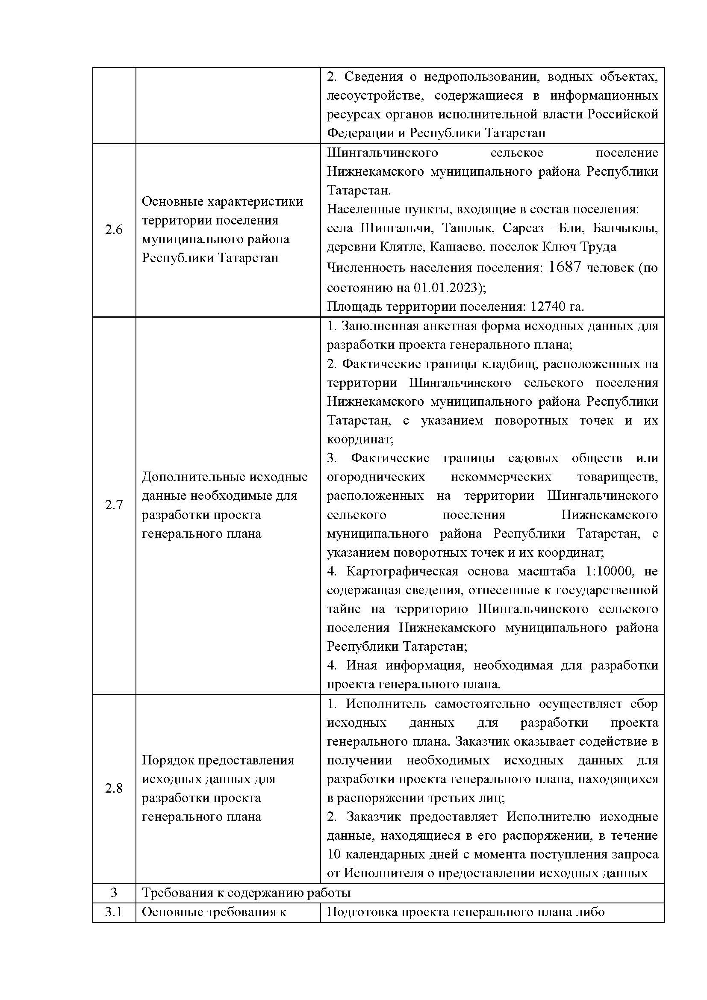 2. Сведения о недропользовании, водных объектах,
лесоустройстве, содержащиеся в информационных
ресурсах органов исполнительной власти Российской
Федерации и Республики Татарстан
2.6
Основные характеристики
территории поселения
муниципального района
Республики Татарстан
Шингальчинского сельское поселение
Нижнекамского муниципального района Республики
Татарстан.
Населенные пункты, входящие в состав поселения:
села Шингальчи, Ташлык, Сарсаз –Бли, Балчыклы,
деревни Клятле, Кашаево, поселок Ключ Труда
Численность населения поселения: 1687 человек (по
состоянию на 01.01.2023);
Площадь территории поселения: 12740 га.
2.7
Дополнительные исходные
данные необходимые для
разработки проекта
генерального плана
1. Заполненная анкетная форма исходных данных для
разработки проекта генерального плана;
2. Фактические границы кладбищ, расположенных на
территории Шингальчинского сельского поселения
Нижнекамского муниципального района Республики
Татарстан, с указанием поворотных точек и их
координат;
3. Фактические границы садовых обществ или
огороднических некоммерческих товариществ,
расположенных на территории Шингальчинского
сельского поселения Нижнекамского
муниципального района Республики Татарстан, с
указанием поворотных точек и их координат;
4. Картографическая основа масштаба 1:10000, не
содержащая сведения, отнесенные к государственной
тайне на территорию Шингальчинского сельского
поселения Нижнекамского муниципального района
Республики Татарстан;
4. Иная информация, необходимая для разработки
проекта генерального плана.
2.8
Порядок предоставления
исходных данных для
разработки проекта
генерального плана
1. Исполнитель самостоятельно осуществляет сбор
исходных данных для разработки проекта
генерального плана. Заказчик оказывает содействие в
получении необходимых исходных данных для
разработки проекта генерального плана, находящихся
в распоряжении третьих лиц;
2. Заказчик предоставляет Исполнителю исходные
данные, находящиеся в его распоряжении, в течение
10 календарных дней с момента поступления запроса
от Исполнителя о предоставлении исходных данных
3 Требования к содержанию работы
3.1 Основные требования к Подготовка проекта генерального плана либо